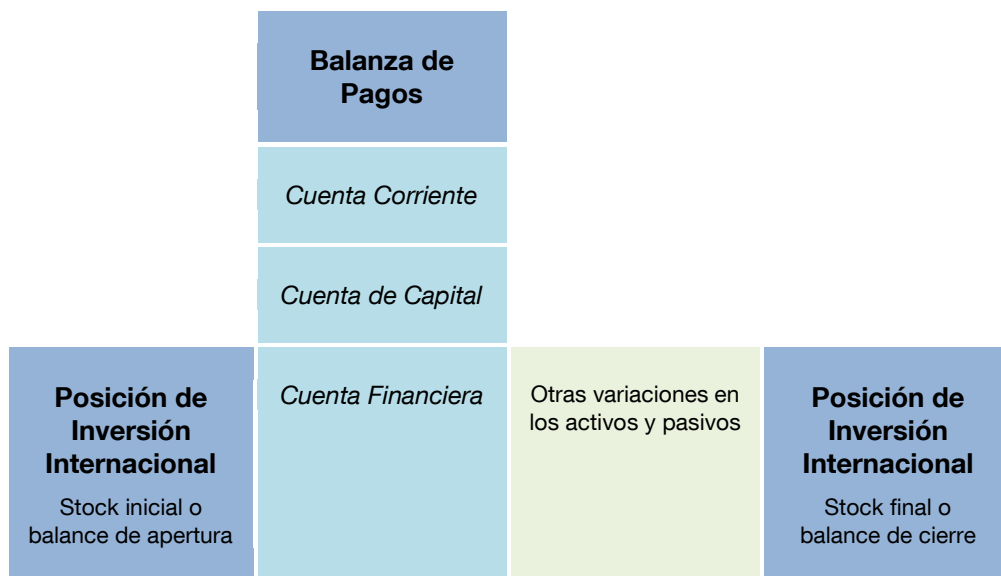 Balanza de
Pagos
Cuenta Corriente
Cuenta de Capital
Posición de
Inversión
Internacional
Stock inicial o
balance de apertura
Cuenta Financiera
Otras variaciones en
los activos y pasivos
Posición de
Inversión
Internacional
Stock final o
balance de cierre